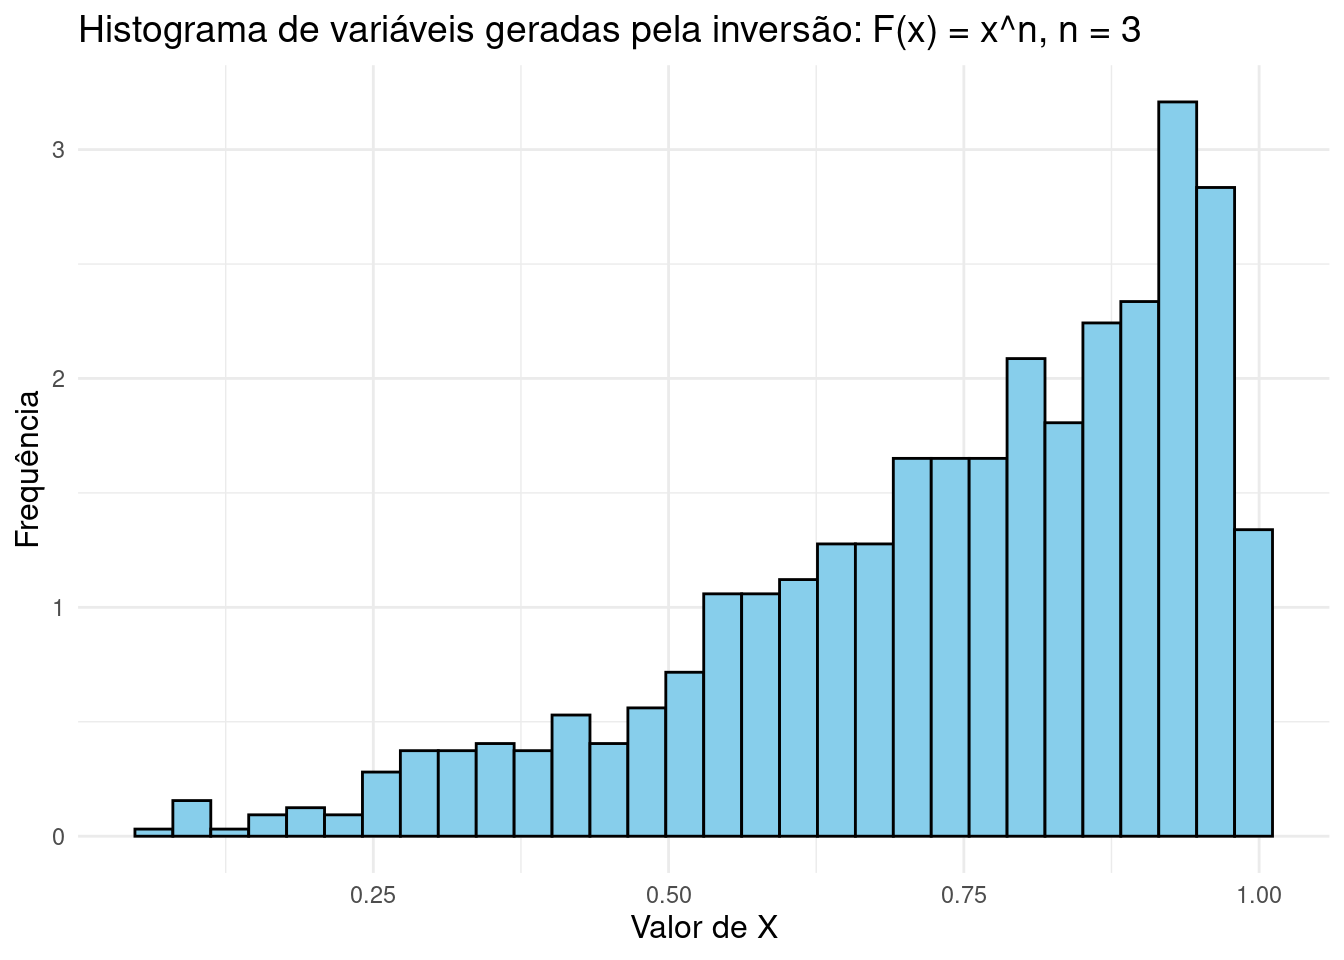 Histograma de variáveis geradas pela inversão: F(x) = x^n, n = 3
3
2
1
0
Frequência
0.25 0.50 0.75 1.00
Valor de X